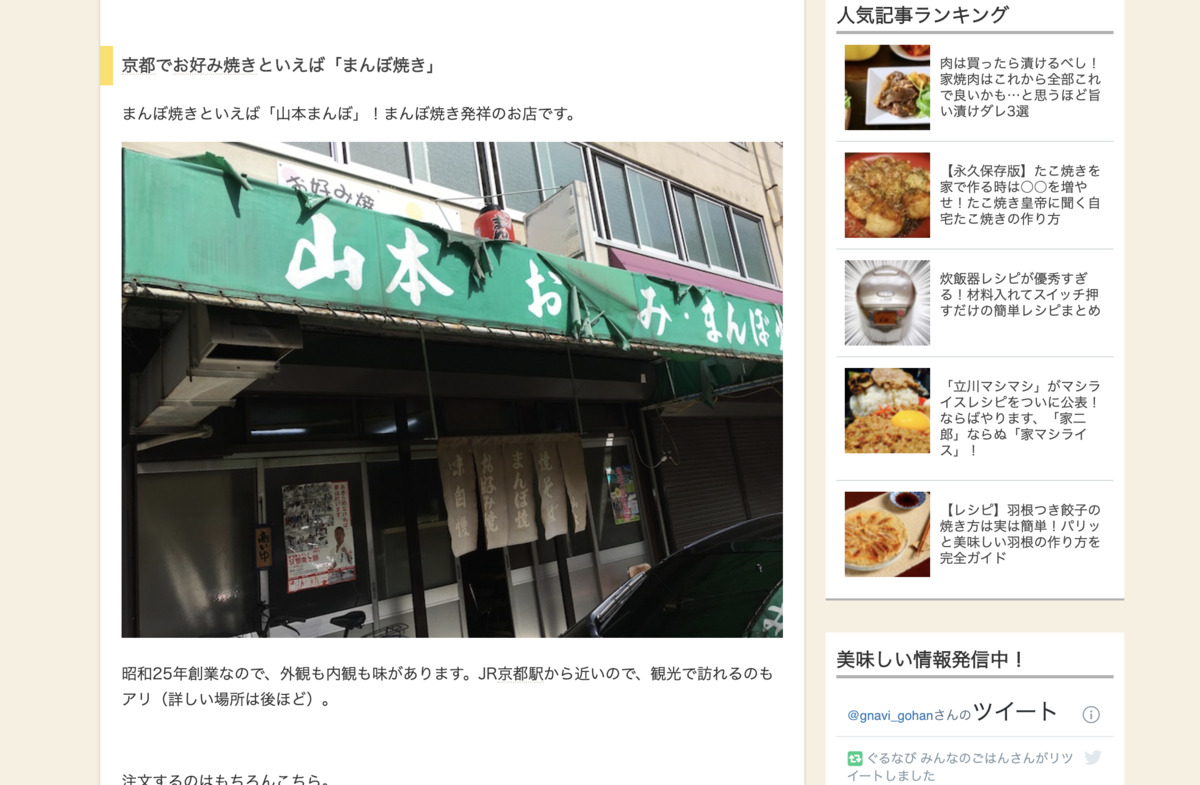 京都でお好み焼きといえば「まんぼ焼き」
まんぼ焼きといえば「山本まんぼ」！まんぼ焼き発祥のお店です。
お好み焼
山本 お み・まんぼ
味自慢
お好み焼
まんぼ焼
焼そば
昭和25年創業なので、外観も内観も味があります。JR京都駅から近いので、観光で訪れるのも
アリ（詳しい場所は後ほど）。
注文するのはもちろんこちら。
人気記事ランキング
肉は買ったら漬けるべし！
家焼肉はこれから全部これ
で良いかも…と思うほど旨
い漬けダレ3選
【永久保存版】たこ焼きを
家で作る時は〇〇を増や
せ！たこ焼き皇帝に聞く自
宅たこ焼きの作り方
炊飯器レシピが優秀すぎ
る！材料入れてスイッチ押
すだけの簡単レシピまとめ
「立川マシマシ」がマシラ
イスレシピをついに公表！
ならばやります、「家二
郎」ならぬ「家マシライ
ス」！
【レシピ】羽根つき餃子の
焼き方は実は簡単！パリッ
と美味しい羽根の作り方を
完全ガイド
美味しい情報発信中！
@gnavi_gohanさんのツイート
ぐるなび みんなのごはんさんがリツ
イートしました